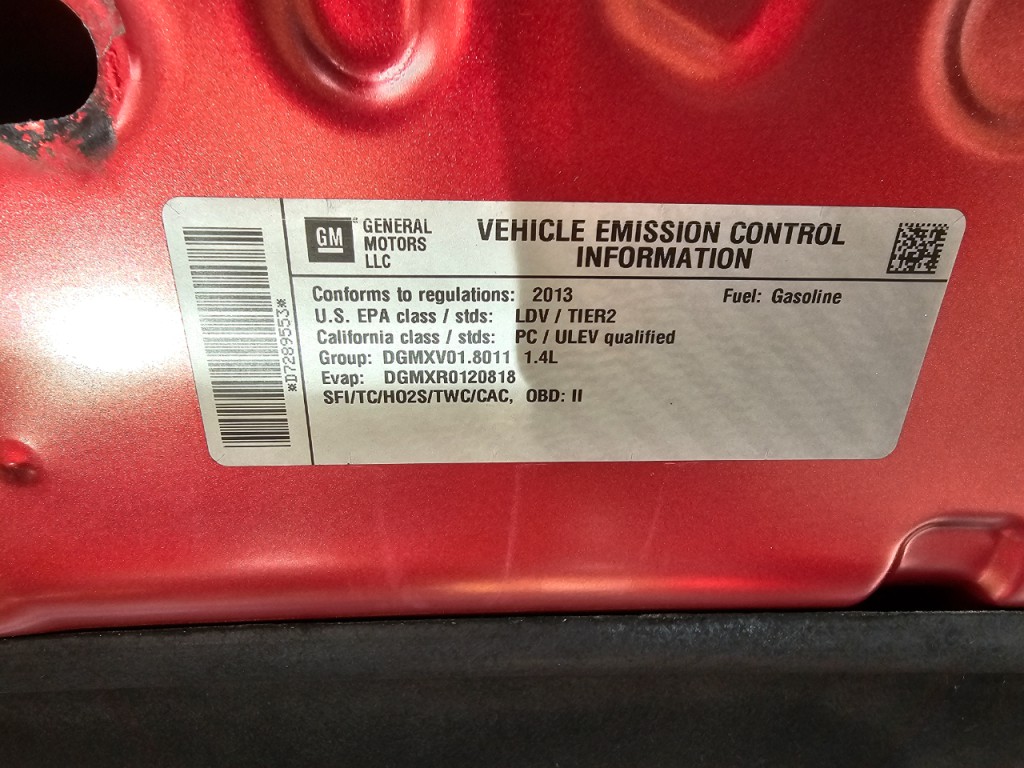 GM
GENERAL
MOTORS
LLC
VEHICLE EMISSION CONTROL
INFORMATION
*D7289553*
Conforms to regulations: 2013 Fuel: Gasoline
U.S. EPA class / stds: LDV / TIER2
California class / stds: PC / ULEV qualified
Group: DGMXV01.8011 1.4L
Evap: DGMXR0120818
SFI/TC/HO2S/TWC/CAC, OBD: II